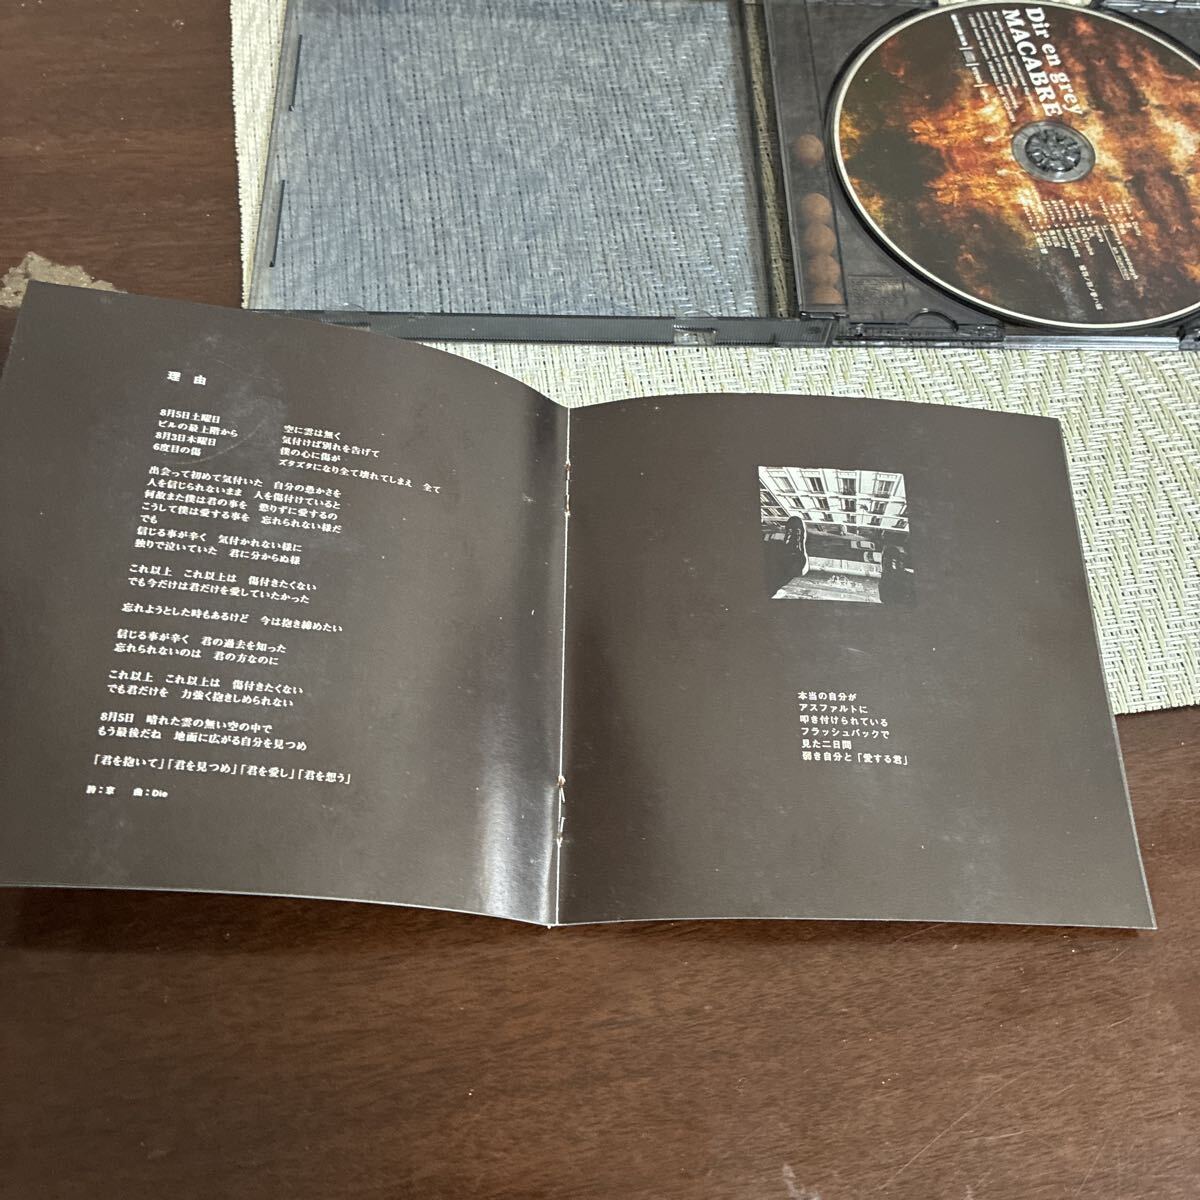 Dir en grey
MACABRE
理由
8月5日土曜日
ビルの最上階から
8月3日木曜日
6度目の傷
空に雲は無く
気付けば別れを告げて
僕の心に傷が
ズタズタになり全て壊れてしまえ 全て
出会って初めて気付いた 自分の愚かさを
人を信じられないまま 人を傷付けていると
何故また僕は君の事を 懲りずに愛するの
こうして僕は愛する事を 忘れられない様だ
でも
信じる事が辛く 気付かれない様に
独りで泣いていた 君に分からぬ様
これ以上 これ以上は 傷付きたくない
でも今だけは君だけを愛していたかった
忘れようとした時もあるけど 今は抱き締めたい
信じる事が辛く 君の過去を知った
忘れられないのは 君の方なのに
これ以上 これ以上は 傷付きたくない
でも君だけを 力強く抱きしめられない
8月5日 晴れた雲の無い空の中で
もう最後だね 地面に広がる自分を見つめ
「君を抱いて」「君を見つめ」「君を愛し」「君を想う」
詩：京 曲：Die
本当の自分が
アスファルトに
叩き付けられている
フラッシュバックで
見た二日間
弱き自分と「愛する君」